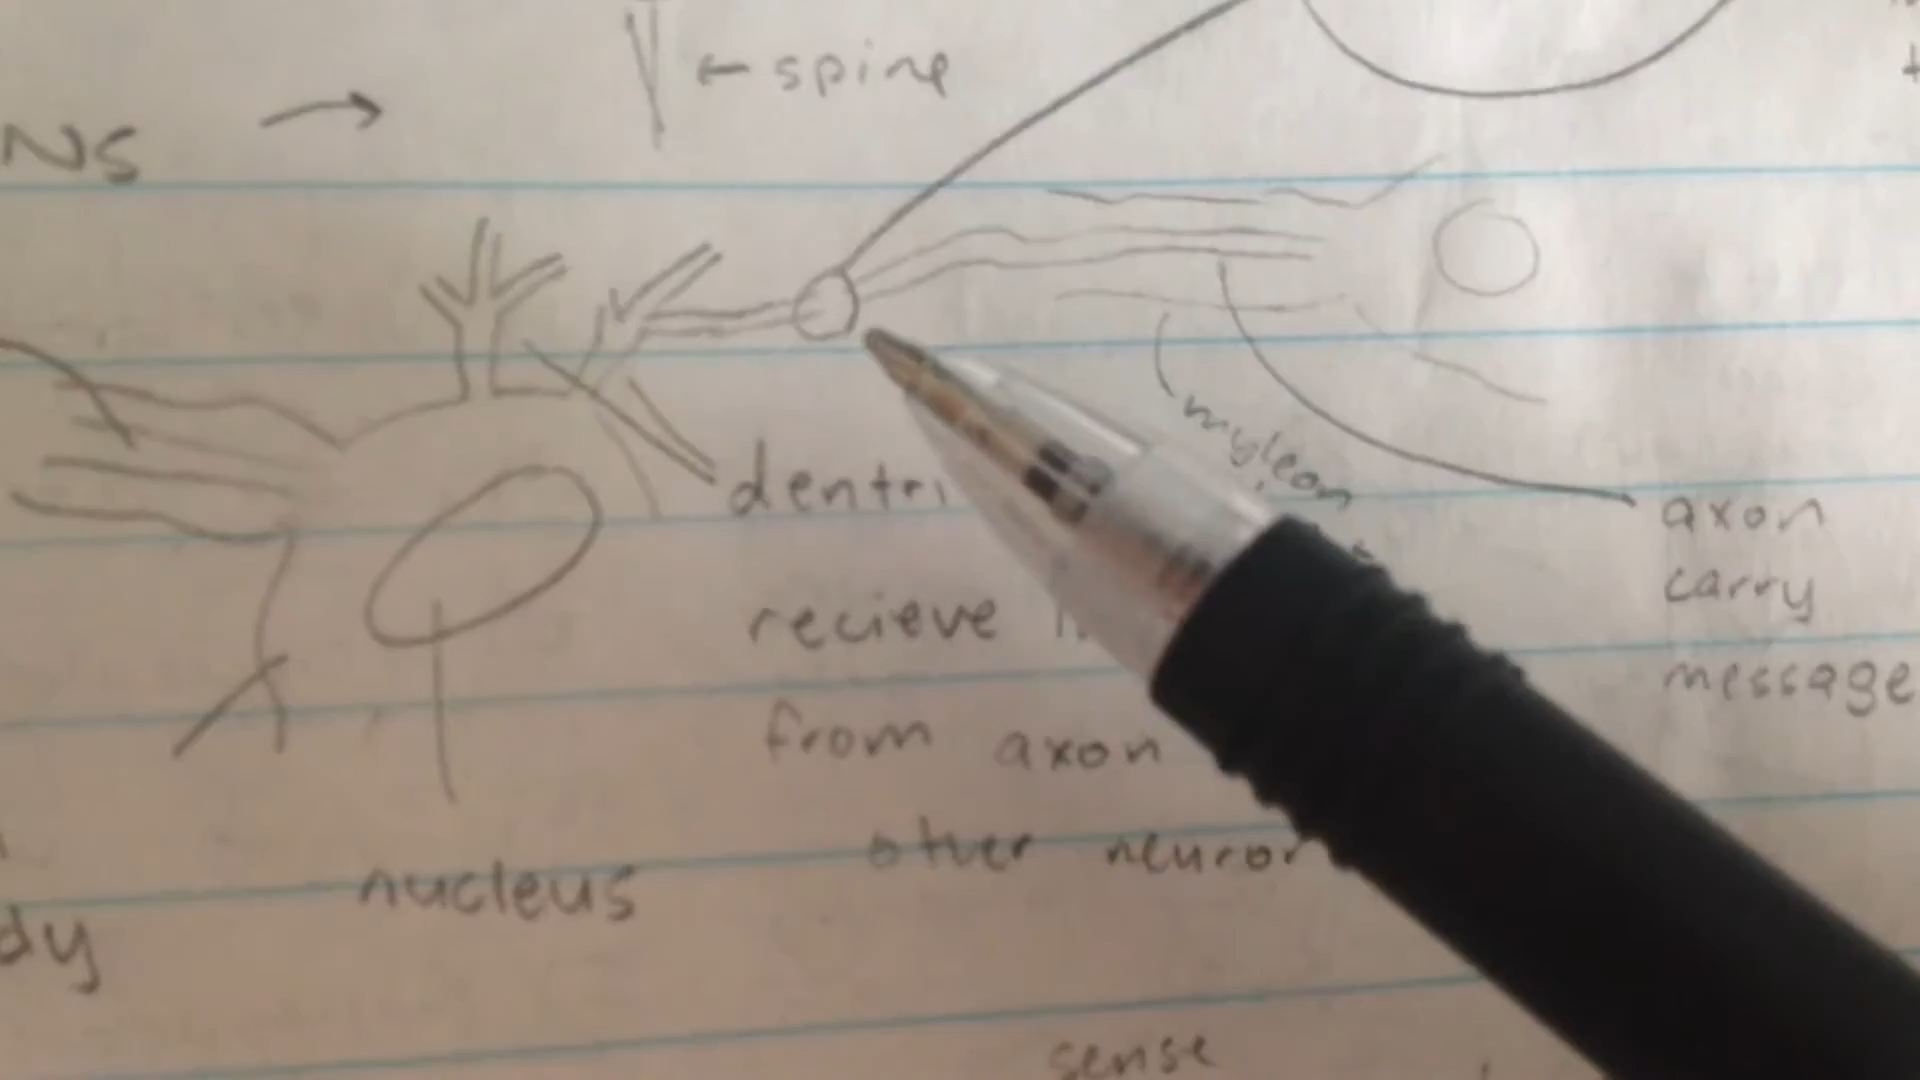 ← spine
NS →
dentri
myleon
axon
carry
message
recieve
from axon
other neuron
nucleus
dy
sense